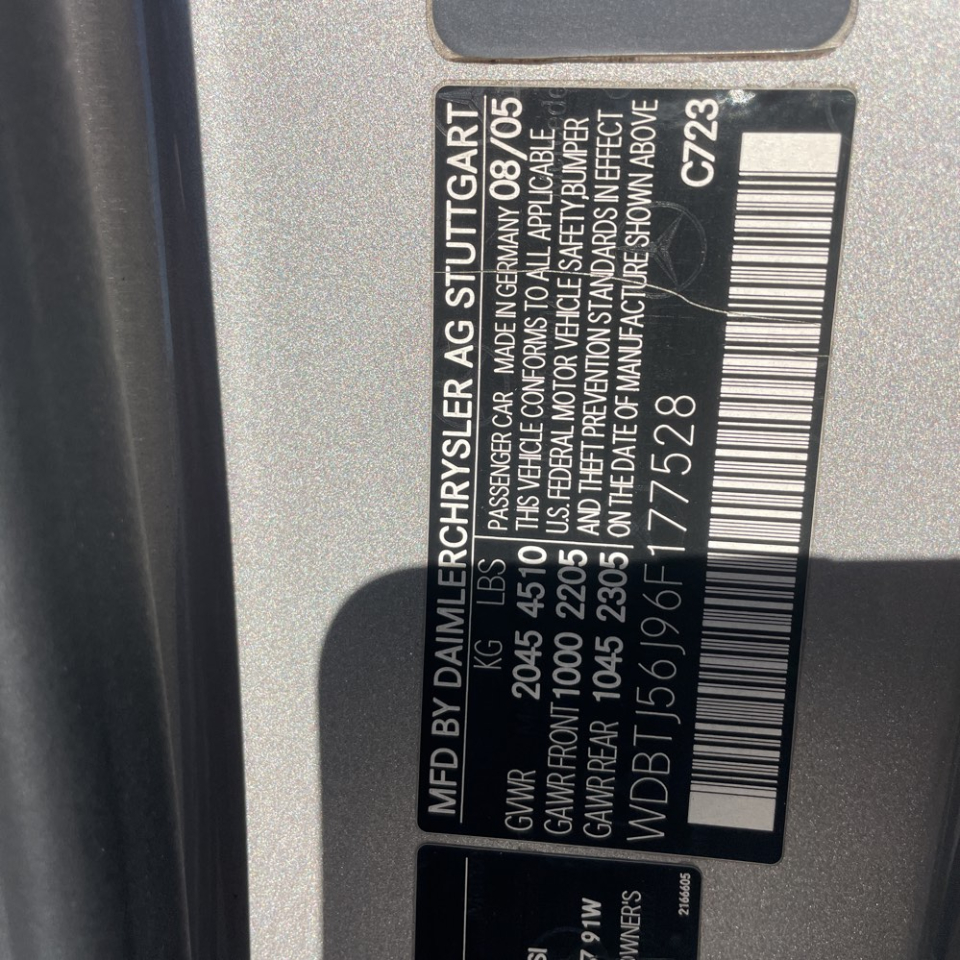 MFD BY DAIMLERCHRYSLER AG STUTTGART
KG LBS
GVWR 2045 4510
GAWR FRONT 1000 2205
GAWR REAR 1045 2305
PASSENGER CAR MADE IN GERMANY 08/05
THIS VEHICLE CONFORMS TO ALL APPLICABLE
U.S. FEDERAL MOTOR VEHICLE SAFETY,BUMPER
AND THEFT PREVENTION STANDARDS IN EFFECT
ON THE DATE OF MANUFACTURE SHOWN ABOVE
WDBTJ56J96F177528
C723
91W
OWNER'S
2166605